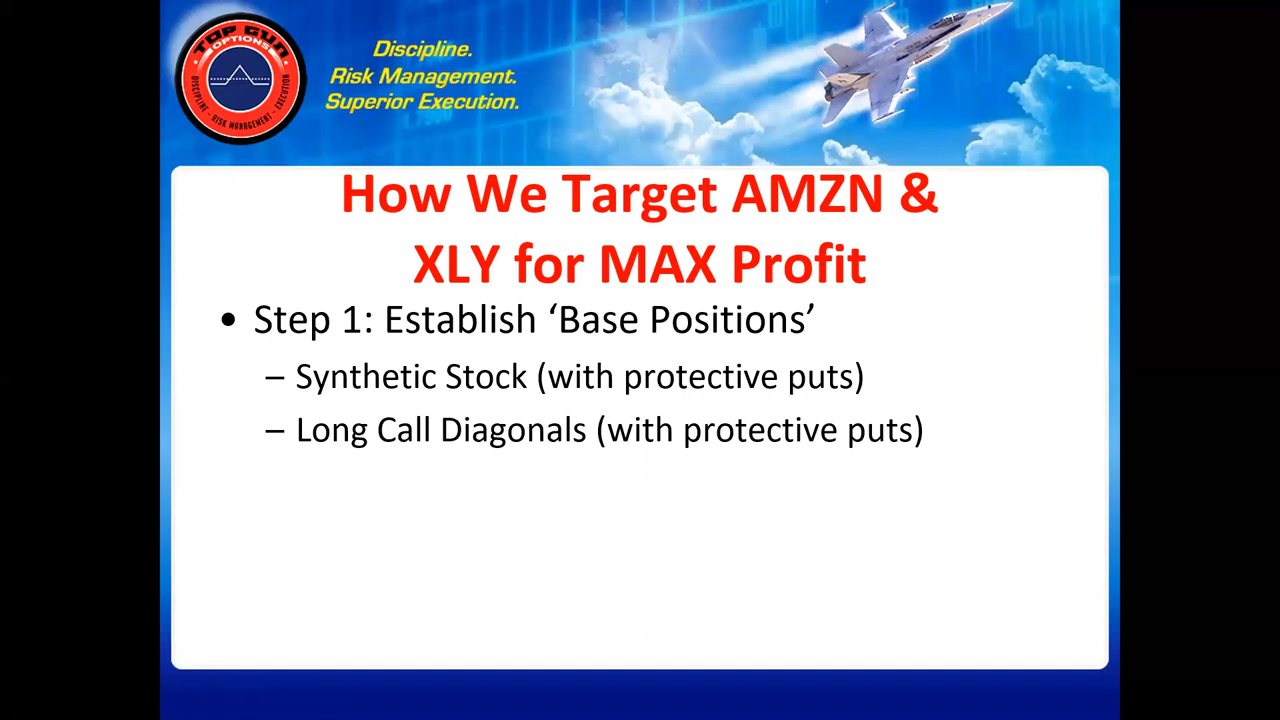 TOP GUN
OPTIONS
DISCIPLINE - RISK MANAGEMENT - EXECUTION
Discipline.
Risk Management.
Superior Execution.
How We Target AMZN &
XLY for MAX Profit
• Step 1: Establish ‘Base Positions’
– Synthetic Stock (with protective puts)
– Long Call Diagonals (with protective puts)